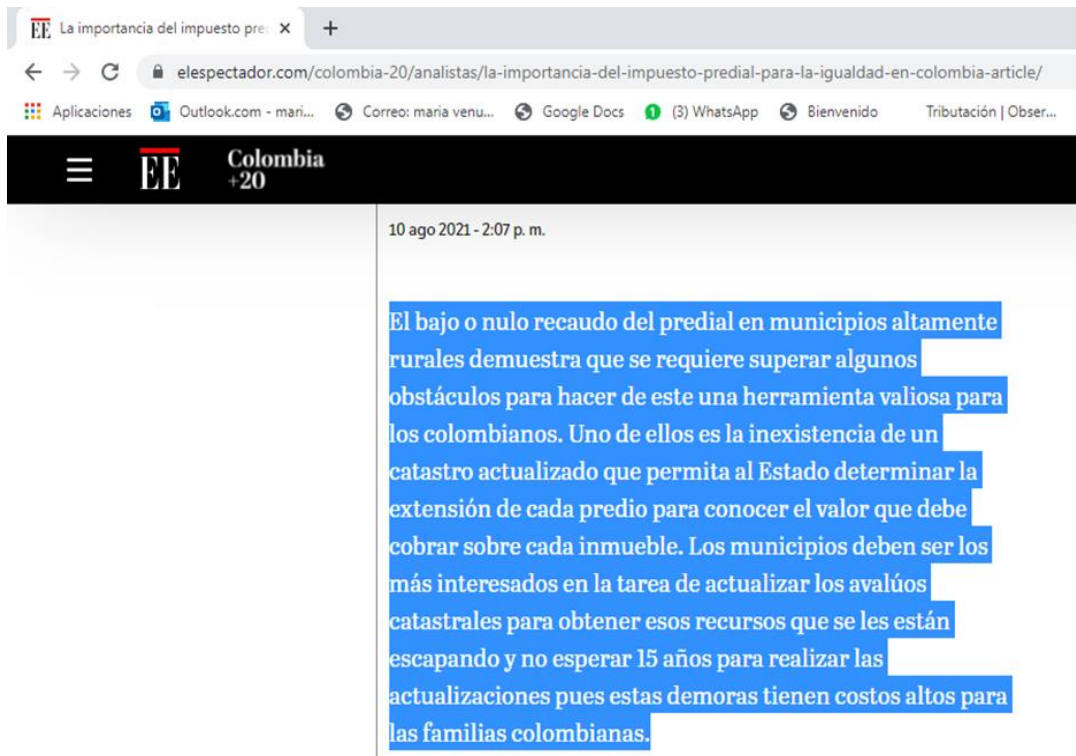 EE La importancia del impuesto pre
elespectador.com/colombia-20/analistas/la-importancia-del-impuesto-predial-para-la-igualdad-en-colombia-article/
Aplicaciones Outlook.com - mari... Correo: maria venu... Google Docs (3) WhatsApp Bienvenido Tributación | Obser...
EE Colombia
+20
10 ago 2021 - 2:07 p. m.
El bajo o nulo recaudo del predial en municipios altamente
rurales demuestra que se requiere superar algunos
obstáculos para hacer de este una herramienta valiosa para
los colombianos. Uno de ellos es la inexistencia de un
catastro actualizado que permita al Estado determinar la
extensión de cada predio para conocer el valor que debe
cobrar sobre cada inmueble. Los municipios deben ser los
más interesados en la tarea de actualizar los avalúos
catastrales para obtener esos recursos que se les están
escapando y no esperar 15 años para realizar las
actualizaciones pues estas demoras tienen costos altos para
las familias colombianas.